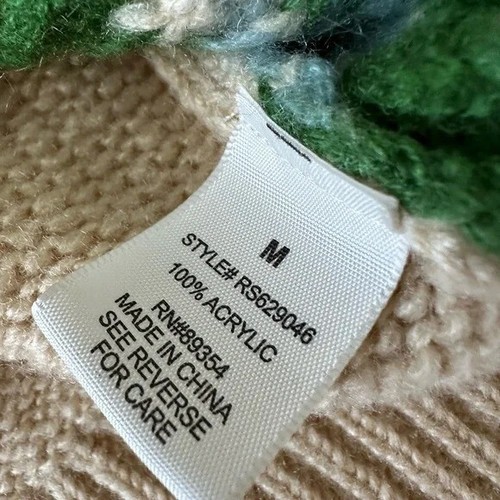 M
STYLE# RS629046
100% ACRYLIC
RN#89354
MADE IN CHINA
SEE REVERSE
FOR CARE